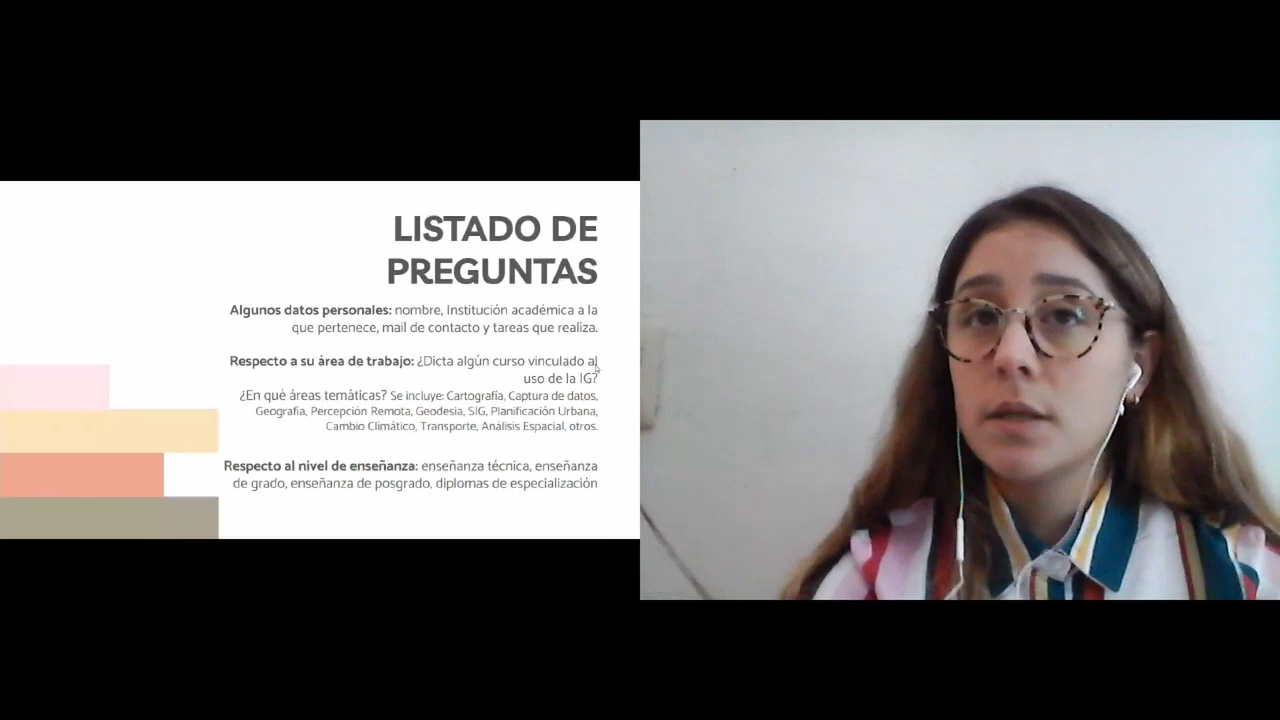 LISTADO DE
PREGUNTAS
Algunos datos personales: nombre, Institución académica a la
que pertenece, mail de contacto y tareas que realiza.
Respecto a su área de trabajo: ¿Dicta algún curso vinculado al
uso de la IG?
¿En qué áreas temáticas? Se incluye: Cartografía, Captura de datos,
Geografía, Percepción Remota, Geodesia, SIG, Planificación Urbana,
Cambio Climático, Transporte, Análisis Espacial, otros.
Respecto al nivel de enseñanza: enseñanza técnica, enseñanza
de grado, enseñanza de posgrado, diplomas de especialización